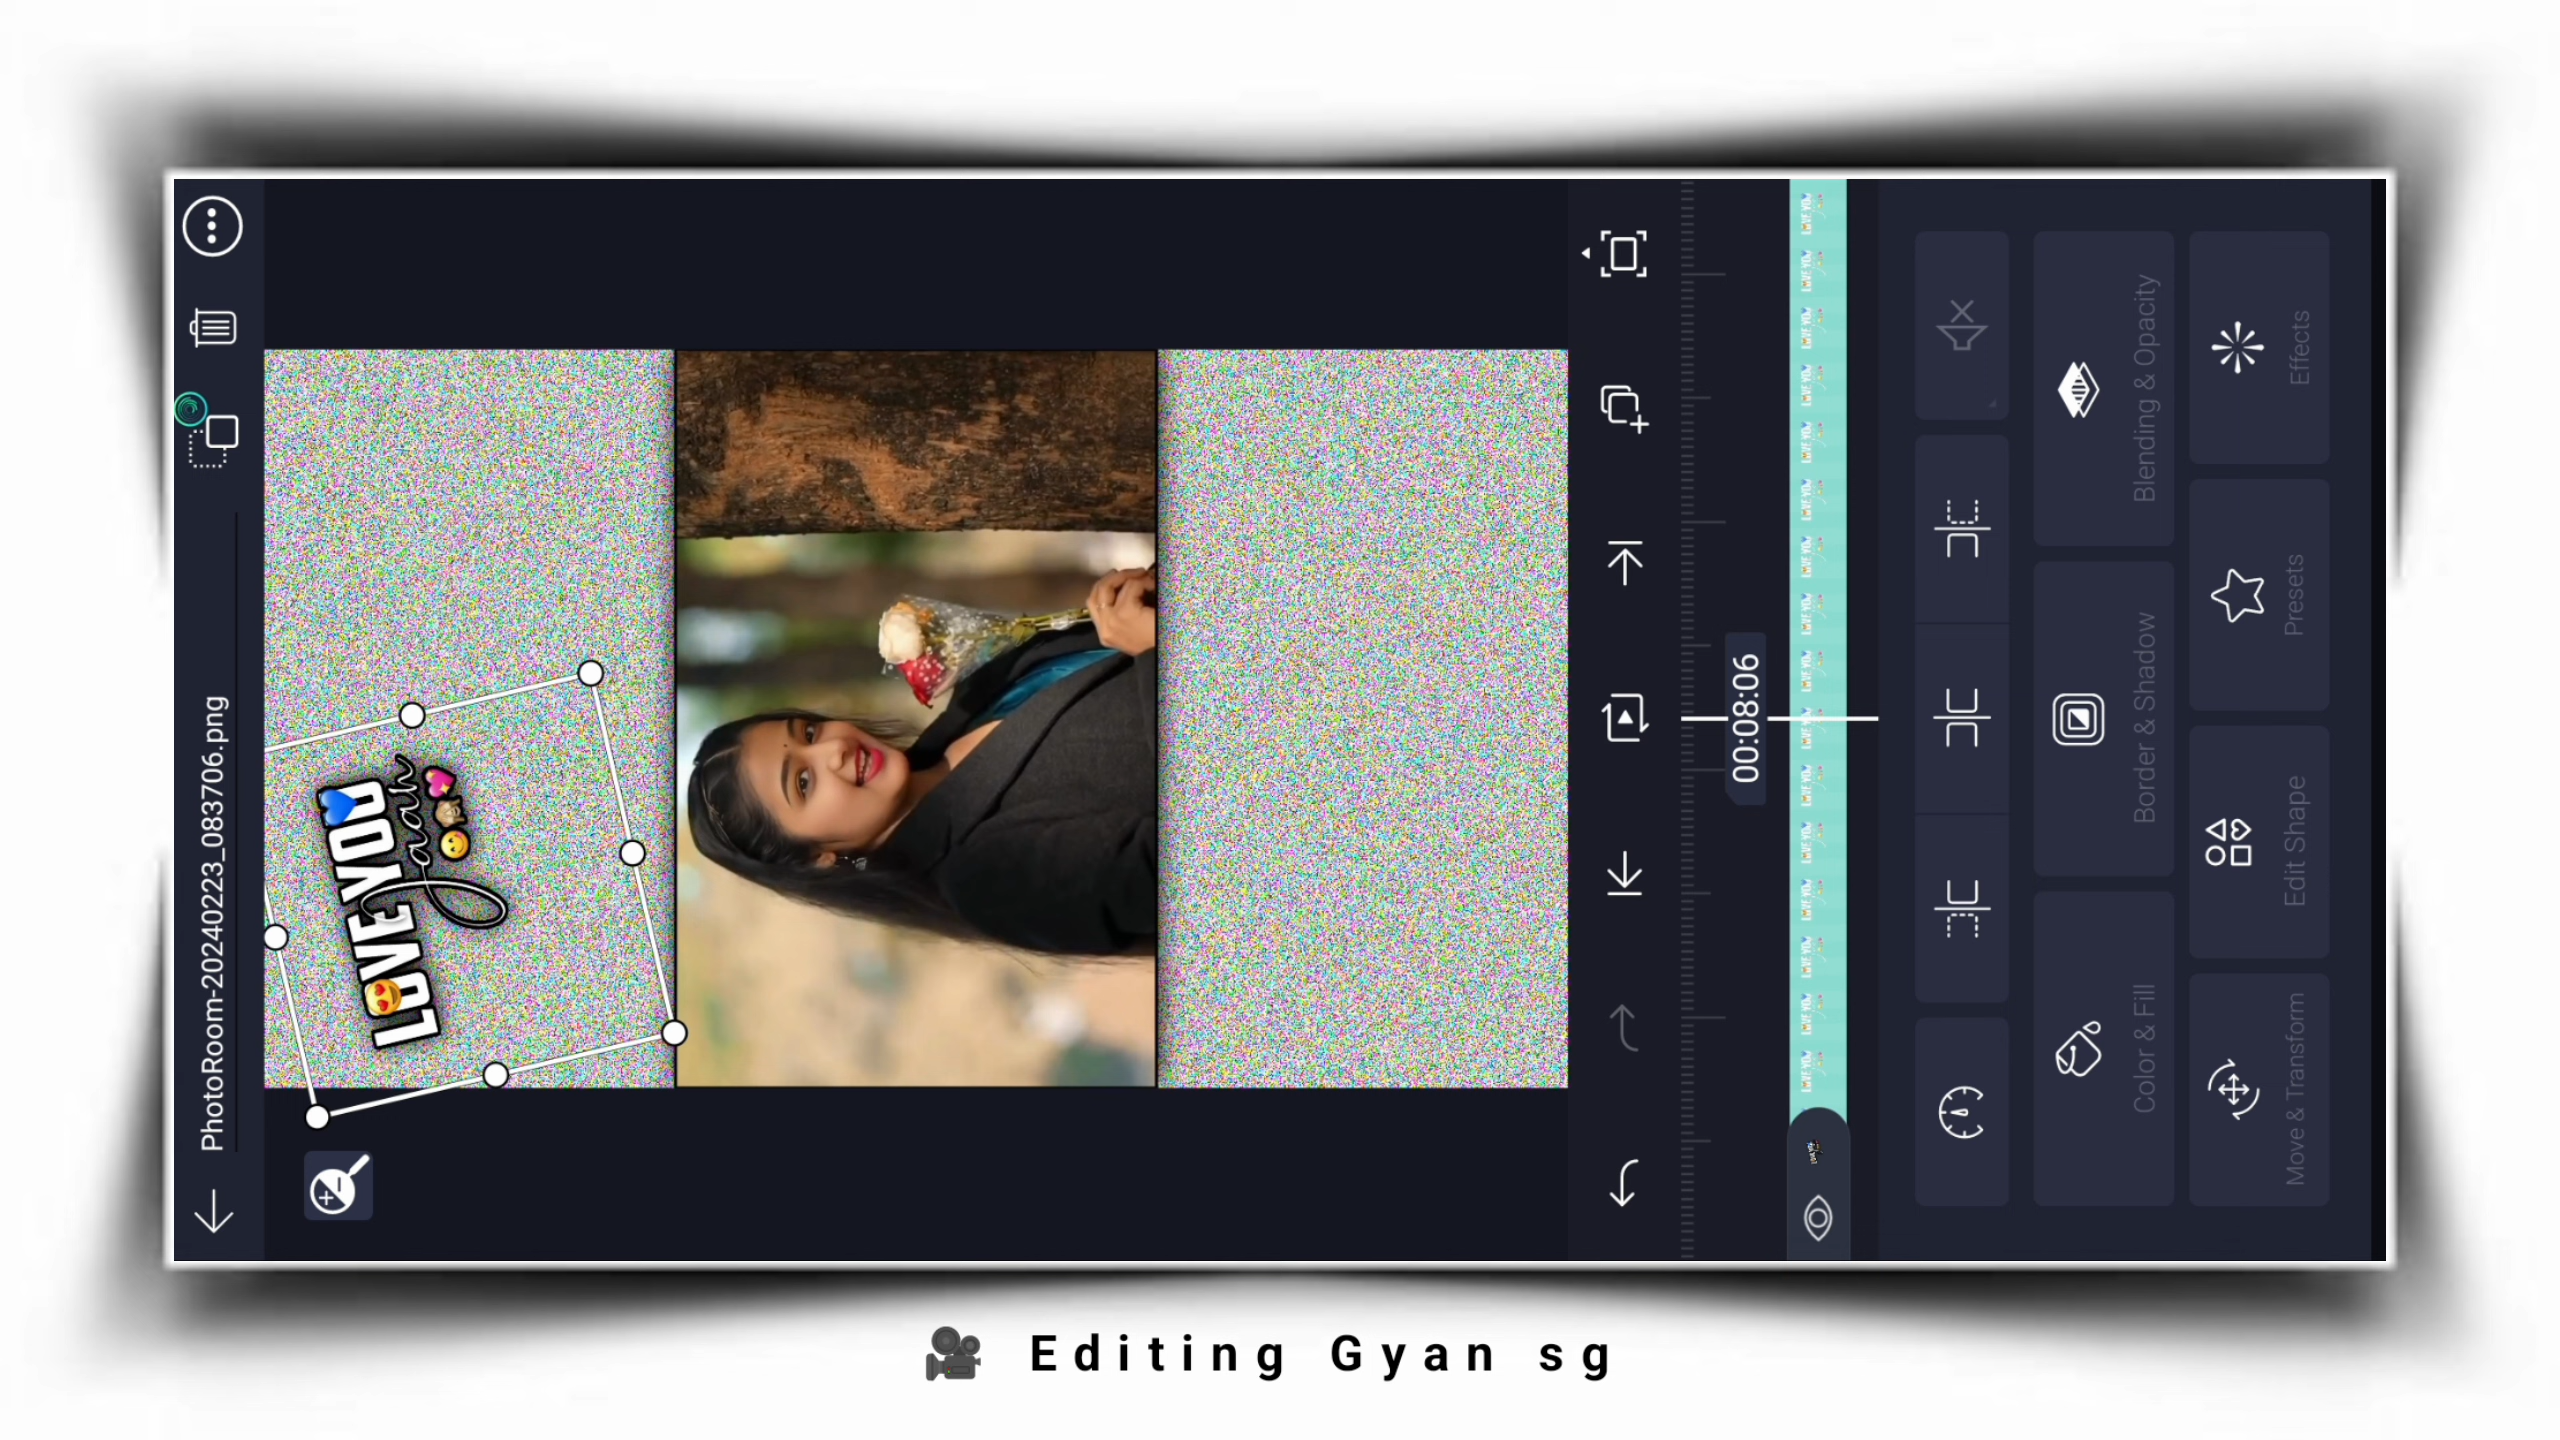 PhotoRoom-20240223_083706.png
LOVE YOU
Jaan
00:08:06
Blending & Opacity
Border & Shadow
Color & Fill
Effects
Presets
Edit Shape
Move & Transform
Editing Gyan sg